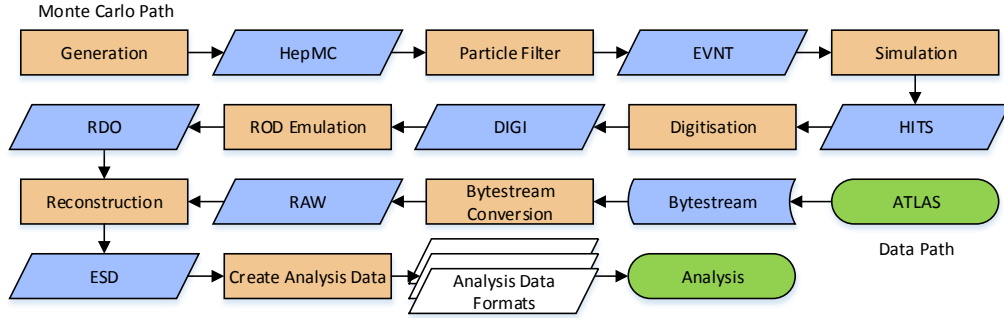 Monte Carlo Path
Generation
HepMC
Particle Filter
EVNT
Simulation
RDO
ROD Emulation
DIGI
Digitisation
HITS
Reconstruction
RAW
Bytestream
Conversion
Bytestream
ATLAS
Data Path
ESD
Create Analysis Data
Analysis Data
Formats
Analysis